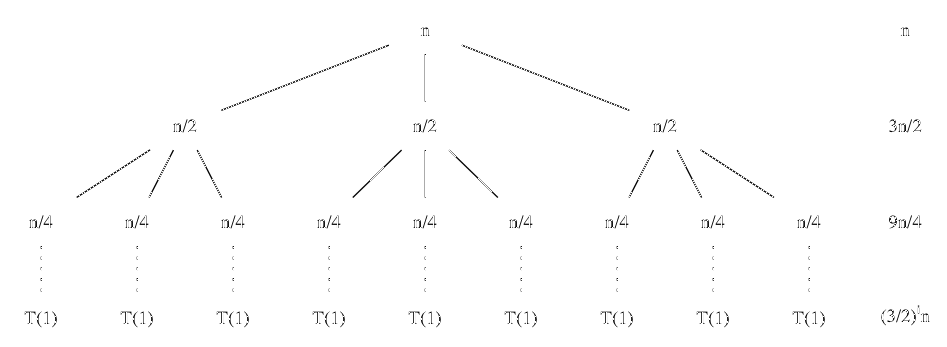 n n
n/2 n/2 n/2 3n/2
n/4 n/4 n/4 n/4 n/4 n/4 n/4 n/4 n/4 9n/4
T(1) T(1) T(1) T(1) T(1) T(1) T(1) T(1) T(1) (3/2)^i n